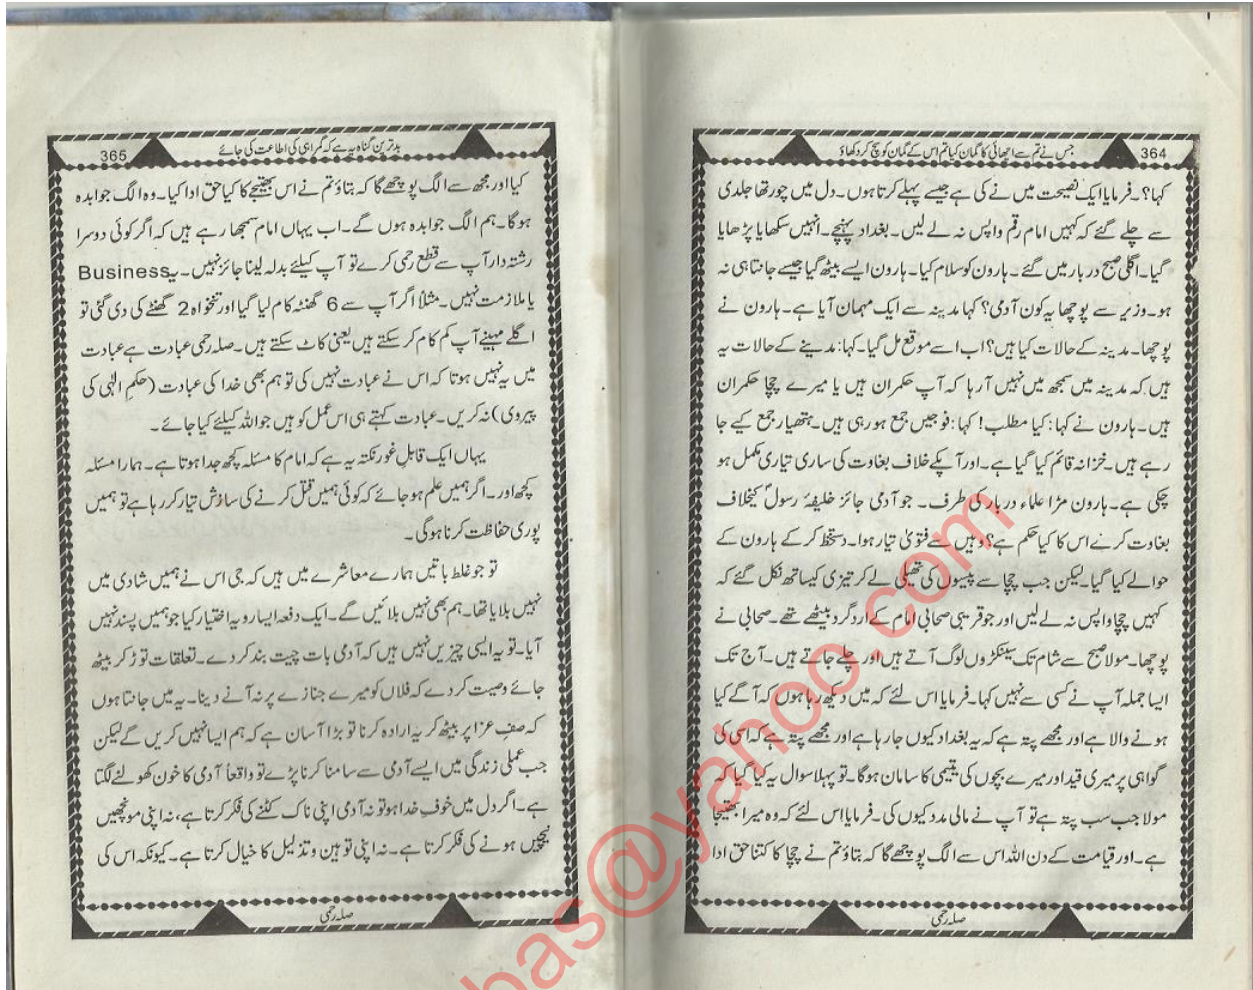 364 جس نے تم سے اچھائی کا گمان کیا تم اس کے گمان کو سچ کر دکھاؤ
کہا؟۔ فرمایا ایک نصیحت میں نے کی ہے جیسے پہلے کرتا ہوں۔ دل میں چور تھا جلدی
سے چلے گئے کہ کہیں امام رقم واپس نہ لے لیں۔ بغداد پہنچے۔ انہیں سکھایا پڑھایا
گیا۔ اگلی صبح دربار میں گئے۔ ہارون کو سلام کیا۔ ہارون ایسے بیٹھ گیا جیسے جانتا ہی نہ
ہو۔ وزیر سے پوچھا یہ کون آدمی؟ کہا مدینہ سے ایک مہمان آیا ہے۔ ہارون نے
پوچھا۔ مدینہ کے حالات کیا ہیں؟ اب اسے موقع مل گیا۔ کہا: مدینے کے حالات یہ
ہیں کہ مدینہ میں سمجھ میں نہیں آ رہا کہ آپ حکمران ہیں یا میرے چچا حکمران
ہیں۔ ہارون نے کہا: کیا مطلب! کہا: فوجیں جمع ہو رہی ہیں۔ ہتھیار جمع کیے جا
رہے ہیں۔ خزانہ قائم کیا گیا ہے۔ اور آپکے خلاف بغاوت کی ساری تیاری مکمل ہو
چکی ہے۔ ہارون مڑا علماء دربار کی طرف۔ جو آدمی جائز خلیفۂ رسولؐ کیخلاف
بغاوت کرے اس کا کیا حکم ہے؟ وہیں سے فتویٰ تیار ہوا۔ دستخط کر کے ہارون کے
حوالے کیا گیا۔ لیکن جب چچا سے پیسوں کی تھیلی لے کر تیزی کیساتھ نکل گئے کہ
کہیں چچا واپس نہ لے لیں اور جو قریبی صحابی امام کے ارد گرد بیٹھے تھے۔ صحابی نے
پوچھا۔ مولا صبح سے شام تک سینکڑوں لوگ آتے ہیں اور چلے جاتے ہیں۔ آج تک
ایسا جملہ آپ نے کسی سے نہیں کہا۔ فرمایا اس لئے کہ میں دیکھ رہا ہوں کہ آگے کیا
ہونے والا ہے اور مجھے پتہ ہے کہ یہ بغداد کیوں جا رہا ہے اور مجھے پتہ ہے کہ اسی کی
گواہی پر میری قید اور میرے بچوں کی یتیمی کا سامان ہوگا۔ تو پہلا سوال یہ کیا گیا کہ
مولا جب سب پتہ ہے تو آپ نے مالی مدد کیوں کی۔ فرمایا اس لئے کہ وہ میرا بھتیجا
ہے۔ اور قیامت کے دن اللہ اس سے الگ پوچھے گا کہ بتاؤ تم نے چچا کا کتنا حق ادا
صلہ رحمی
365 بدترین گناہ یہ ہے کہ گمراہی کی اطاعت کی جائے
کیا اور مجھ سے الگ پوچھے گا کہ بتاؤ تم نے اس بھتیجے کا کیا حق ادا کیا۔ وہ الگ جوابدہ
ہوگا۔ ہم الگ جوابدہ ہوں گے۔ اب یہاں امام سمجھا رہے ہیں کہ اگر کوئی دوسرا
رشتہ دار آپ سے قطع رحمی کرے تو آپ کیلئے بدلہ لینا جائز نہیں۔ یہ Business
یا ملازمت نہیں۔ مثلاً اگر آپ سے 6 گھنٹہ کام لیا گیا اور تنخواہ 2 گھنٹے کی دی گئی تو
اگلے مہینے آپ کم کام کر سکتے ہیں یعنی کاٹ سکتے ہیں۔ صلہ رحمی عبادت ہے عبادت
میں یہ نہیں ہوتا کہ اس نے عبادت نہیں کی تو ہم بھی خدا کی عبادت (حکمِ الٰہی کی
پیروی) نہ کریں۔ عبادت کہتے ہی اس عمل کو ہیں جو اللہ کیلئے کیا جائے۔
یہاں ایک قابلِ غور نکتہ یہ ہے کہ امام کا مسئلہ کچھ جدا ہوتا ہے۔ ہمارا مسئلہ
کچھ اور۔ اگر ہمیں علم ہو جائے کہ کوئی ہمیں قتل کرنے کی سازش تیار کر رہا ہے تو ہمیں
پوری حفاظت کرنا ہوگی۔
تو جو غلط باتیں ہمارے معاشرے میں ہیں کہ جی اس نے ہمیں شادی میں
نہیں بلایا تھا۔ ہم بھی نہیں بلائیں گے۔ ایک دفعہ ایسا رویہ اختیار کیا جو ہمیں پسند نہیں
آیا۔ تو یہ ایسی چیزیں نہیں ہیں کہ آدمی بات چیت بند کر دے۔ تعلقات توڑ کر بیٹھ
جائے وصیت کر دے کہ فلاں کو میرے جنازے پر نہ آنے دینا۔ یہ میں جانتا ہوں
کہ صفِ عزا پر بیٹھ کر یہ ارادہ کرنا تو بڑا آسان ہے کہ ہم ایسا نہیں کریں گے لیکن
جب عملی زندگی میں ایسے آدمی سے سامنا کرنا پڑے تو واقعاً آدمی کا خون کھولنے لگتا
ہے۔ اگر دل میں خوفِ خدا ہو تو نہ آدمی اپنی ناک کٹنے کی فکر کرتا ہے، نہ اپنی مونچھیں
نیچیں ہونے کی فکر کرتا ہے۔ نہ اپنی توہین و تذلیل کا خیال کرتا ہے۔ کیونکہ اس کی
صلہ رحمی
bas@yahoo.com